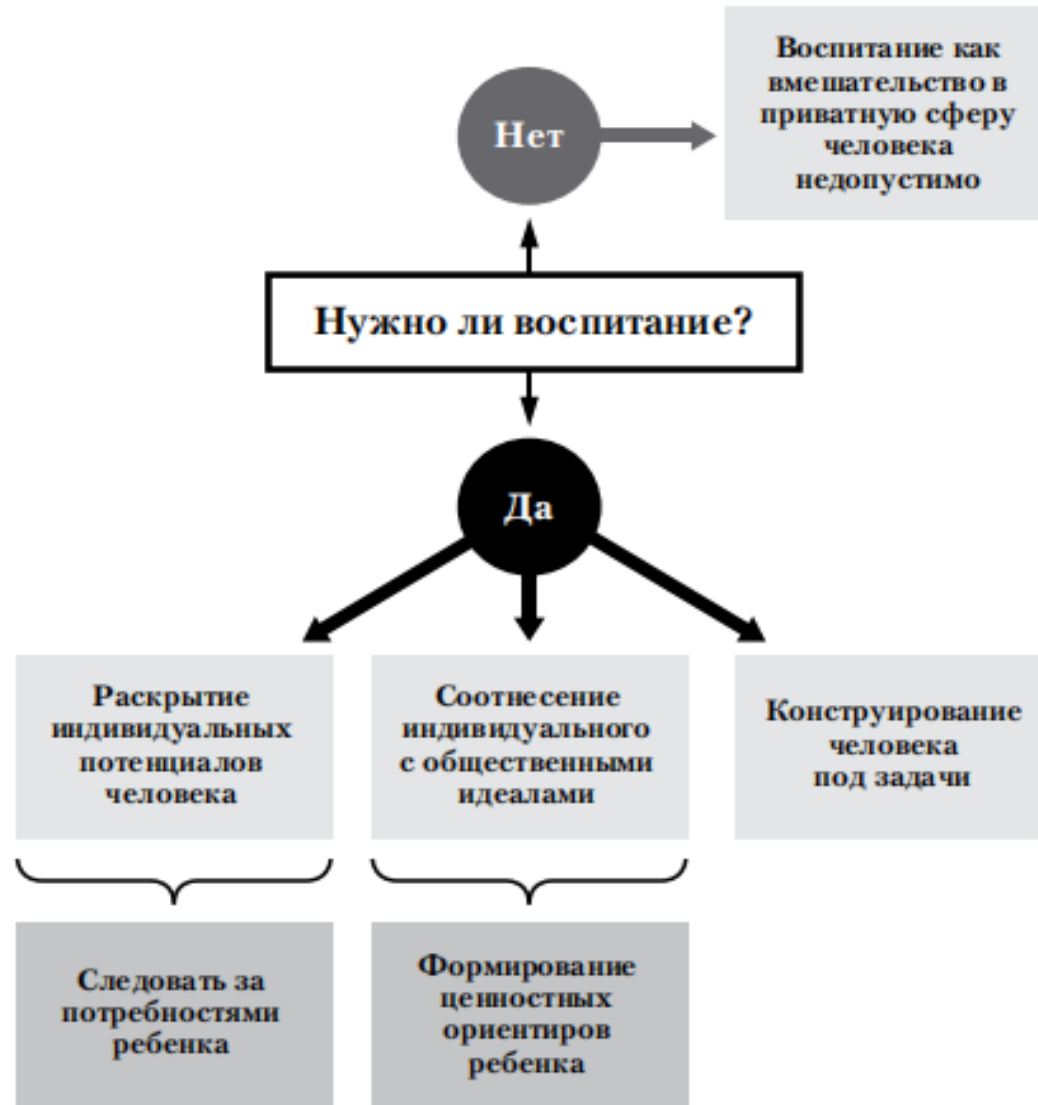 Воспитание как
вмешательство в
приватную сферу
человека
недопустимо
Нет
Нужно ли воспитание?
Да
Раскрытие
индивидуальных
потенциалов
человека
Соотнесение
индивидуального
с общественными
идеалами
Конструирование
человека
под задачи
Следовать за
потребностями
ребенка
Формирование
ценностных
ориентиров
ребенка